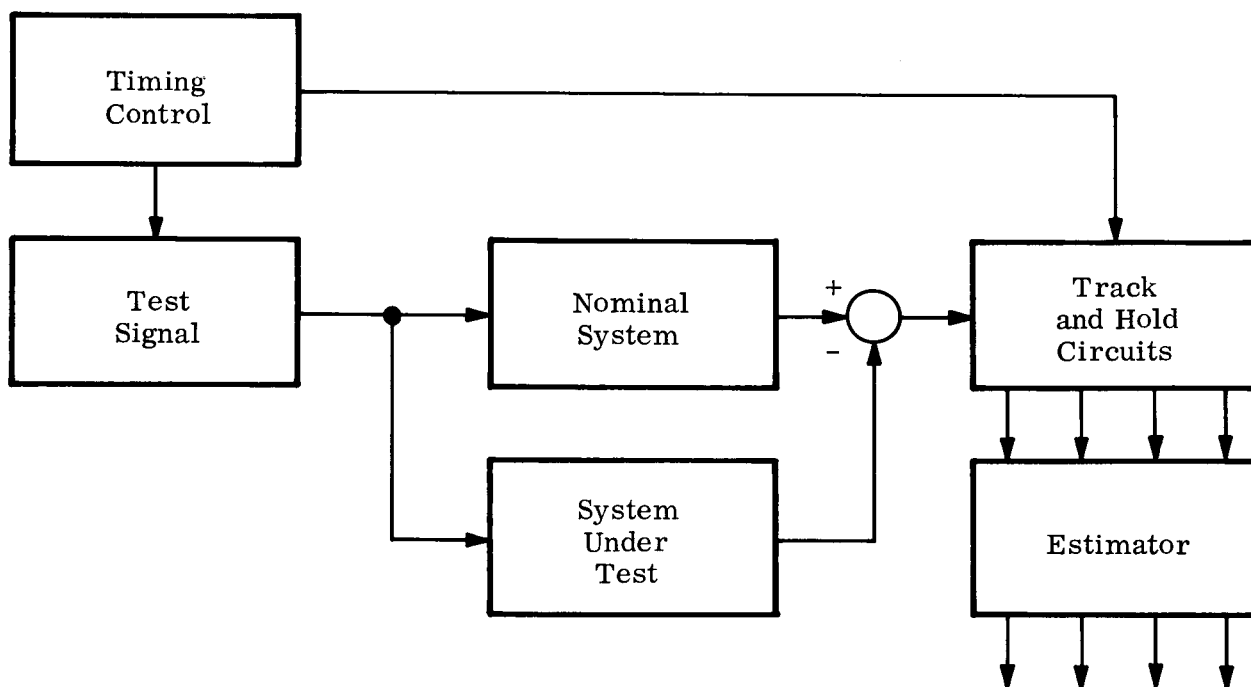 Timing
Control
Test
Signal
Nominal
System
+
-
Track
and Hold
Circuits
System
Under
Test
Estimator